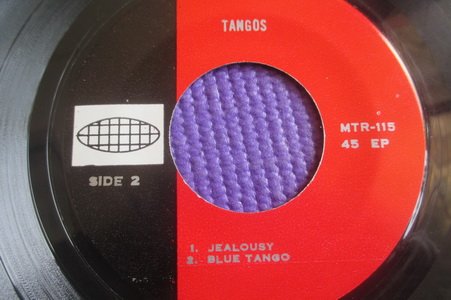 TANGOS
MTR-115
45 EP
SIDE 2
1. JEALOUSY
2. BLUE TANGO